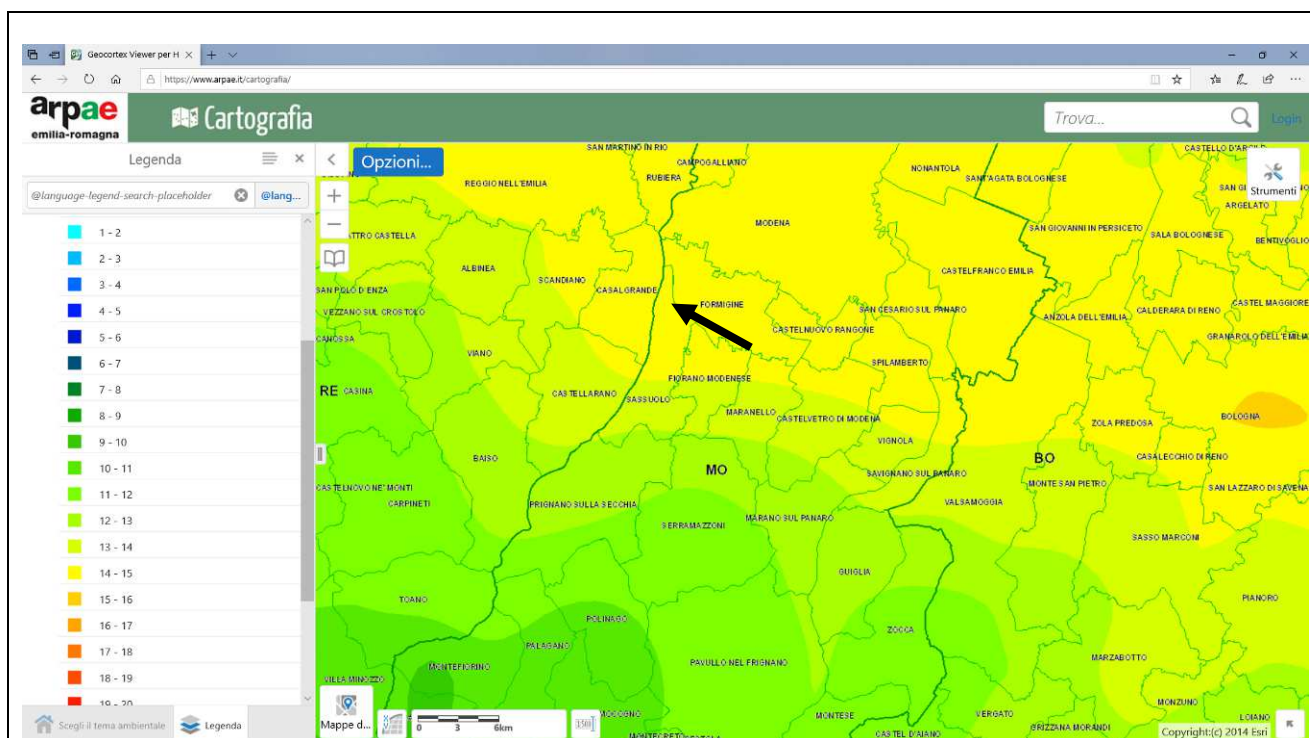 Geocortex Viewer per H
https://www.arpae.it/cartografia/
arpae
emilia-romagna
Cartografia
Trova...
Login
Legenda
Opzioni...
Strumenti
@language-legend-search-placeholder
@lang...
1 - 2
2 - 3
3 - 4
4 - 5
5 - 6
6 - 7
7 - 8
8 - 9
9 - 10
10 - 11
11 - 12
12 - 13
13 - 14
14 - 15
15 - 16
16 - 17
17 - 18
18 - 19
19 - 20
Scegli il tema ambientale
Legenda
SAN MARTINO IN RIO
CAMPOGALLIANO
RUBIERA
REGGIO NELL'EMILIA
NONANTOLA
SANT'AGATA BOLOGNESE
ARGELATO
MODENA
SAN GIOVANNI IN PERSICETO
SALA BOLOGNESE
BENTIVOGLIO
ALBINEA
SCANDIANO
CASALGRANDE
CASTELFRANCO EMILIA
SAN POLO D'ENZA
FORMIGINE
SAN CESARIO SUL PANARO
CASTEL MAGGIORE
VEZZANO SUL CROSTOLO
ANZOLA DELL'EMILIA
CALDERARA DI RENO
CASTELNUOVO RANGONE
CANOSSA
GRANAROLO DELL'EMILIA
VIANO
SPILAMBERTO
FIORANO MODENESE
RE
CASINA
CASTELLARANO
SASSUOLO
MARANELLO
CASTELVETRO DI MODENA
BOLOGNA
ZOLA PREDOSA
VIGNOLA
BAISO
MO
BO
CASALECCHIO DI RENO
SAVIGNANO SUL PANARO
CASTELNOVO NE' MONTI
MONTE SAN PIETRO
SAN LAZZARO DI SAVENA
CARPINETI
PRIGNANO SULLA SECCHIA
VALSAMOGGIA
MARANO SUL PANARO
SERRAMAZZONI
SASSO MARCONI
GUIGLIA
TOANO
PIANORO
POLINAGO
ZOCCA
PALAGANO
MARZABOTTO
MONTEFIORINO
PAVULLO NEL FRIGNANO
VILLA MINOZZO
MONZUNO
MONTESE
VERGATO
LOIANO
GRIZZANA MORANDI
CASTEL D'AIANO
Mappe d...
0 3 6km
Copyright:(c) 2014 Esri